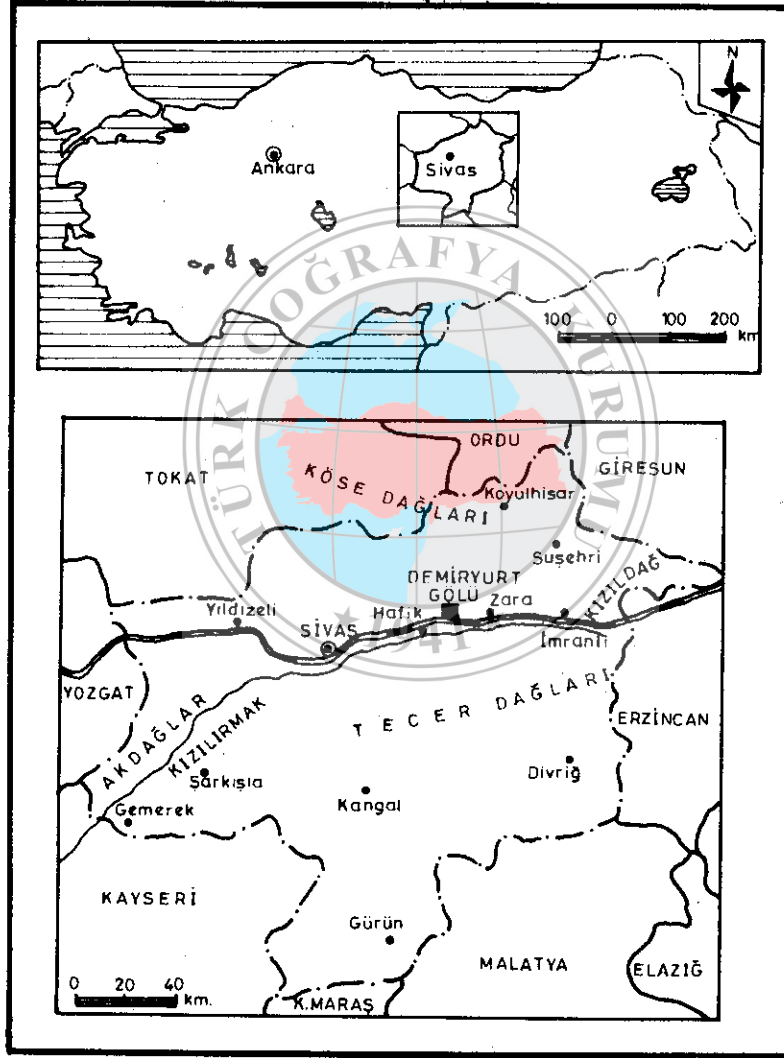 N
Ankara
Sivas
100 0 100 200
km
TÜRK COĞRAFYA KURUMU
★ 1941 ★
ORDU
TOKAT
GİRESUN
KÖSE DAĞLARI
Koyulhisar
Suşehri
KIZILDAĞ
DEMİRYURT
GÖLÜ
Yıldızeli
Hafik
Zara
SİVAS
İmranlı
YOZGAT
TECER DAĞLARI
ERZİNCAN
AKDAĞLAR
KIZILIRMAK
Şarkışla
Divriğ
Kangal
Gemerek
KAYSERİ
Gürün
MALATYA
ELAZIĞ
0 20 40
km.
K.MARAŞ